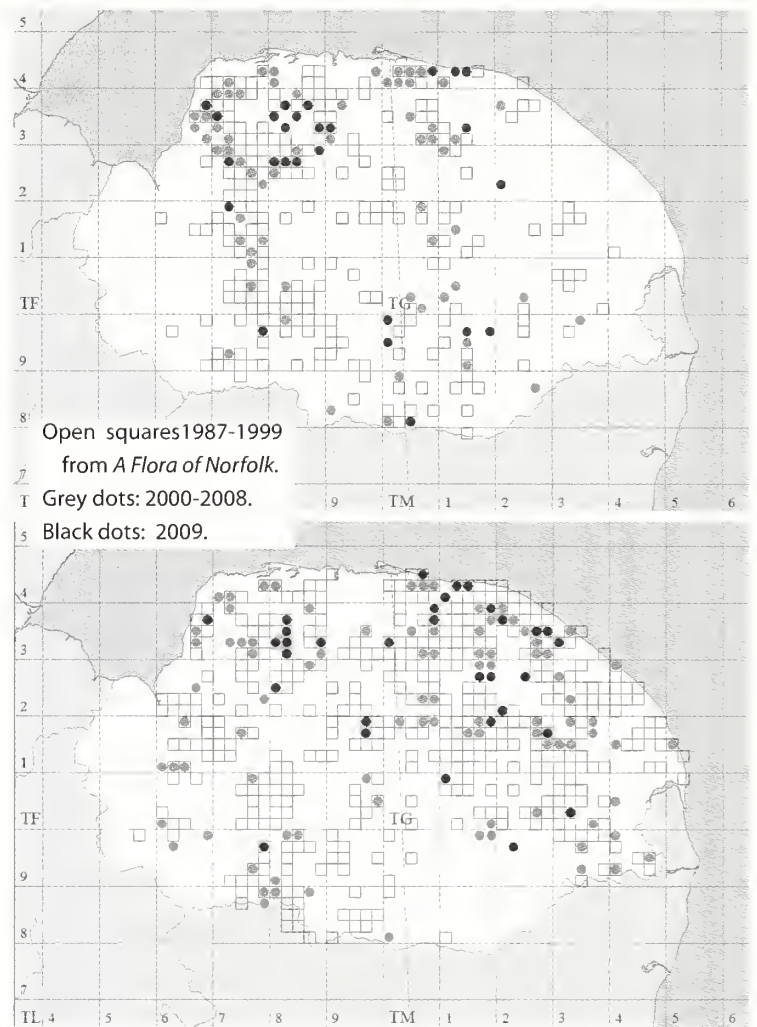 5
4
3
2
1
TF
TG
9
8
Open squares1987-1999
from A Flora of Norfolk.
Grey dots: 2000-2008.
Black dots: 2009.
7
T
9
TM
1
2
3
4
5
6
5
4
3
2
1
TF
TG
9
8
7
TL
4
5
6
7
8
9
TM
1
2
3
4
5
6